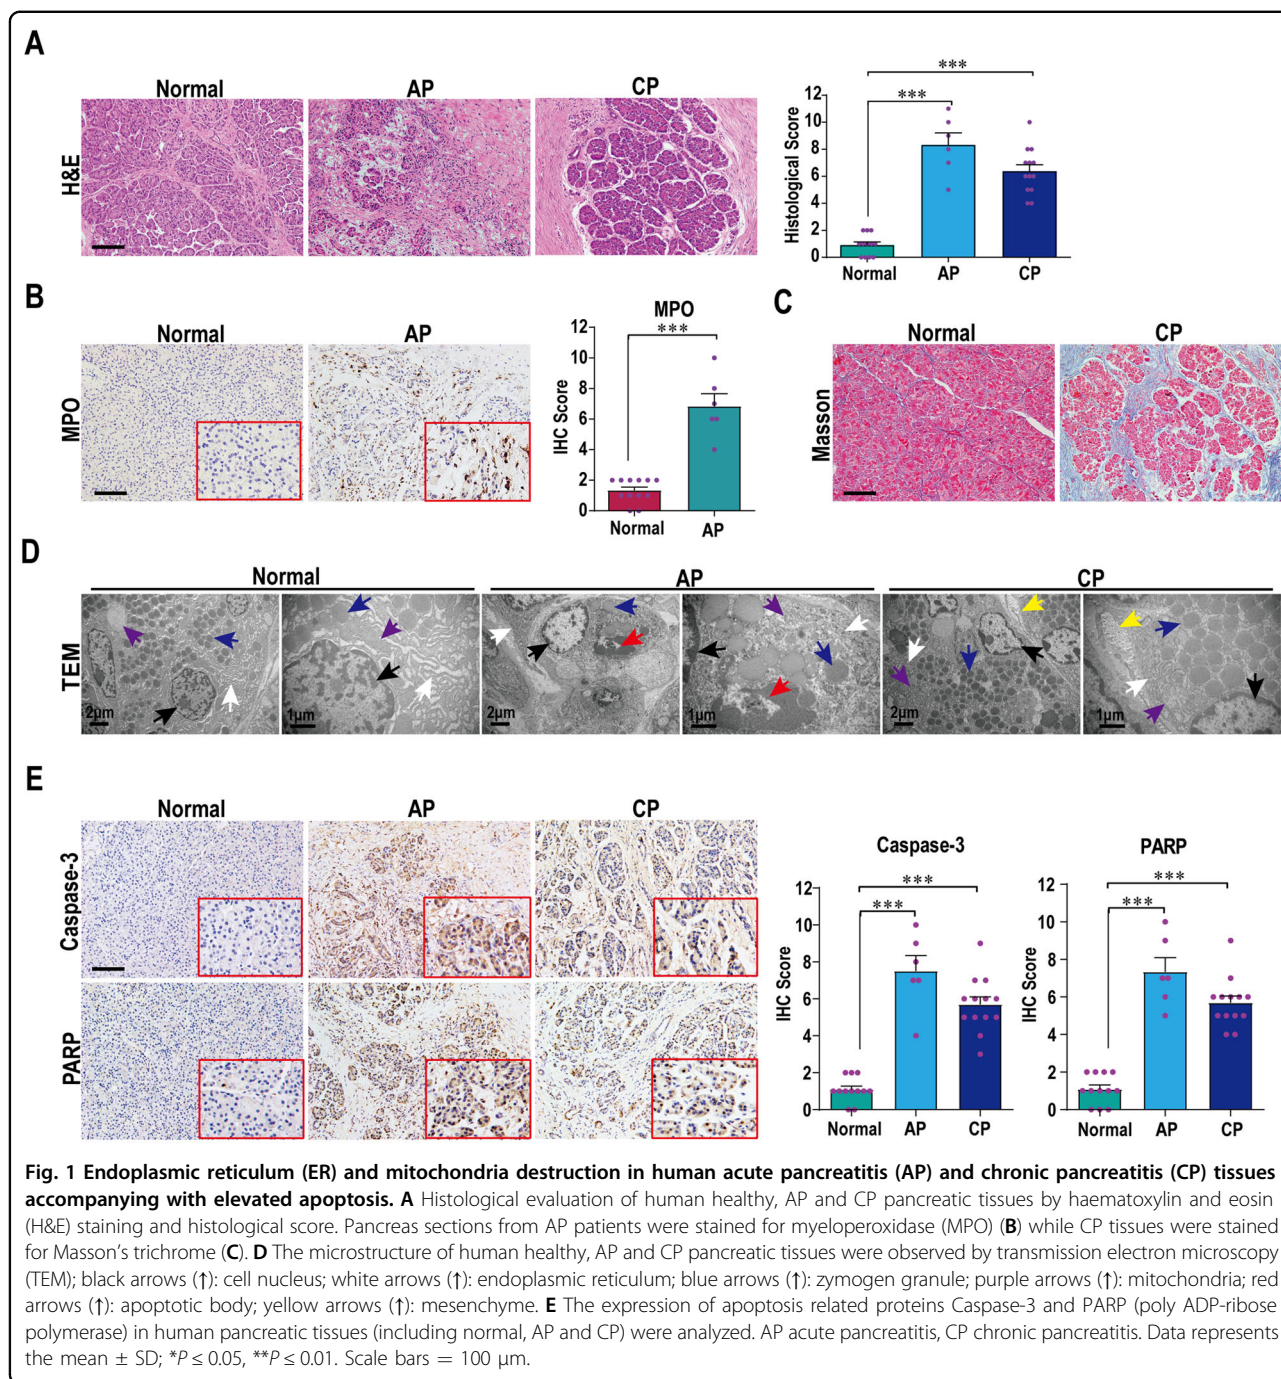 A
Normal
AP
CP
H&E
Histological Score
12
10
8
6
4
2
0
***
***
Normal
AP
CP
B
Normal
AP
MPO
MPO
IHC Score
12
10
8
6
4
2
0
***
Normal
AP
C
Normal
CP
Masson
D
Normal
AP
CP
TEM
2μm
1μm
2μm
1μm
2μm
1μm
E
Normal
AP
CP
Caspase-3
PARP
Caspase-3
IHC Score
12
10
8
6
4
2
0
***
***
Normal
AP
CP
PARP
IHC Score
12
10
8
6
4
2
0
***
***
Normal
AP
CP
Fig. 1 Endoplasmic reticulum (ER) and mitochondria destruction in human acute pancreatitis (AP) and chronic pancreatitis (CP) tissues
accompanying with elevated apoptosis. A Histological evaluation of human healthy, AP and CP pancreatic tissues by haematoxylin and eosin
(H&E) staining and histological score. Pancreas sections from AP patients were stained for myeloperoxidase (MPO) (B) while CP tissues were stained
for Masson's trichrome (C). D The microstructure of human healthy, AP and CP pancreatic tissues were observed by transmission electron microscopy
(TEM); black arrows (↑): cell nucleus; white arrows (↑): endoplasmic reticulum; blue arrows (↑): zymogen granule; purple arrows (↑): mitochondria; red
arrows (↑): apoptotic body; yellow arrows (↑): mesenchyme. E The expression of apoptosis related proteins Caspase-3 and PARP (poly ADP-ribose
polymerase) in human pancreatic tissues (including normal, AP and CP) were analyzed. AP acute pancreatitis, CP chronic pancreatitis. Data represents
the mean ± SD; *P ≤ 0.05, **P ≤ 0.01. Scale bars = 100 μm.